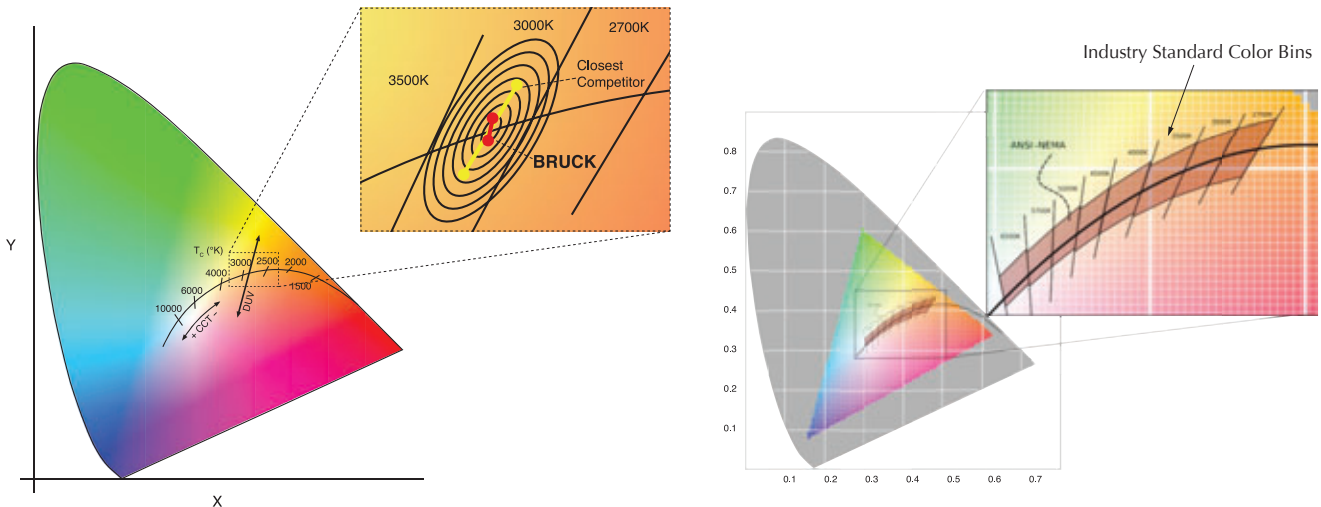 3000K
2700K
3500K
Closest
Competitor
BRUCK
Y
T_C (°K)
10000
6000
4000
3000
2500
2000
1500
+ CCT –
DUV
X
Industry Standard Color Bins
ANSI-NEMA
4000K
2700K
0.8
0.7
0.6
0.5
0.4
0.3
0.2
0.1
0.1
0.2
0.3
0.4
0.5
0.6
0.7